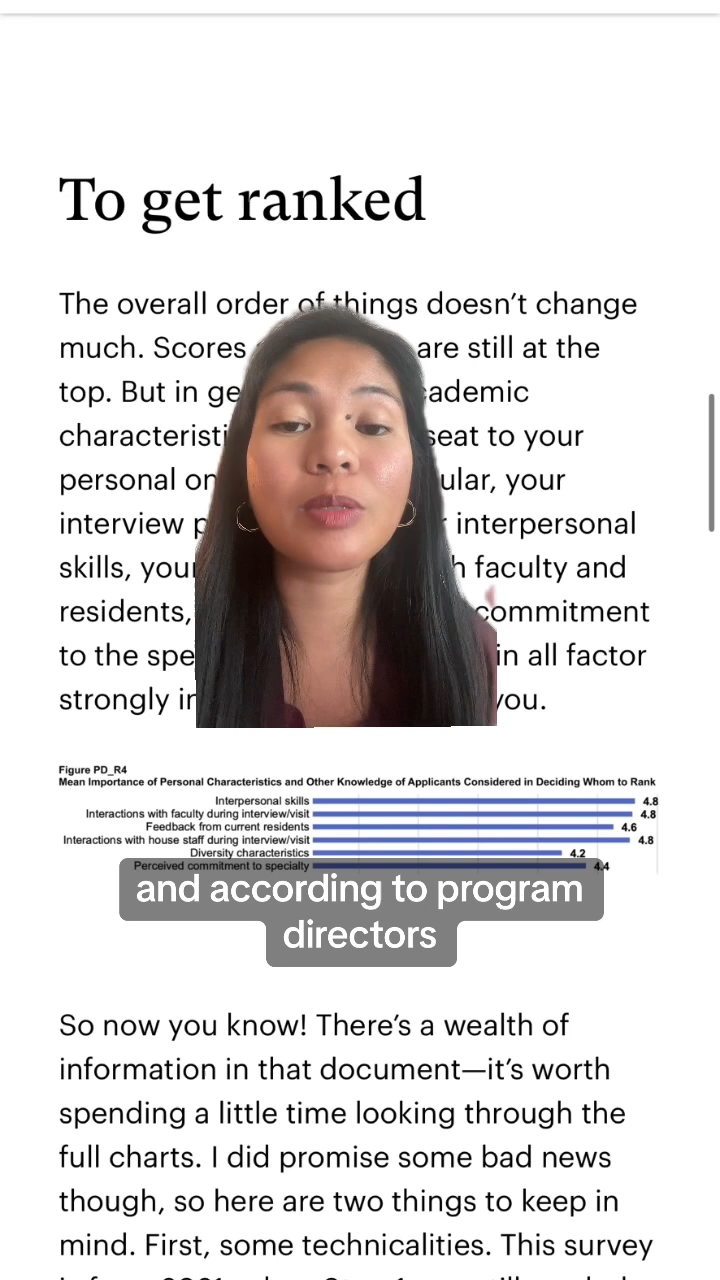 To get ranked
The overall order of things doesn't change
much. Scores are still at the
top. But in ge cademic
characteristi seat to your
personal on ular, your
interview p r interpersonal
skills, your h faculty and
residents, commitment
to the spe in all factor
strongly in you.
Figure PD_R4
Mean Importance of Personal Characteristics and Other Knowledge of Applicants Considered in Deciding Whom to Rank
Interpersonal skills 4.8
Interactions with faculty during interview/visit 4.8
Feedback from current residents 4.6
Interactions with house staff during interview/visit 4.8
Diversity characteristics 4.2
Perceived commitment to specialty 4.4
and according to program
directors
So now you know! There's a wealth of
information in that document—it's worth
spending a little time looking through the
full charts. I did promise some bad news
though, so here are two things to keep in
mind. First, some technicalities. This survey